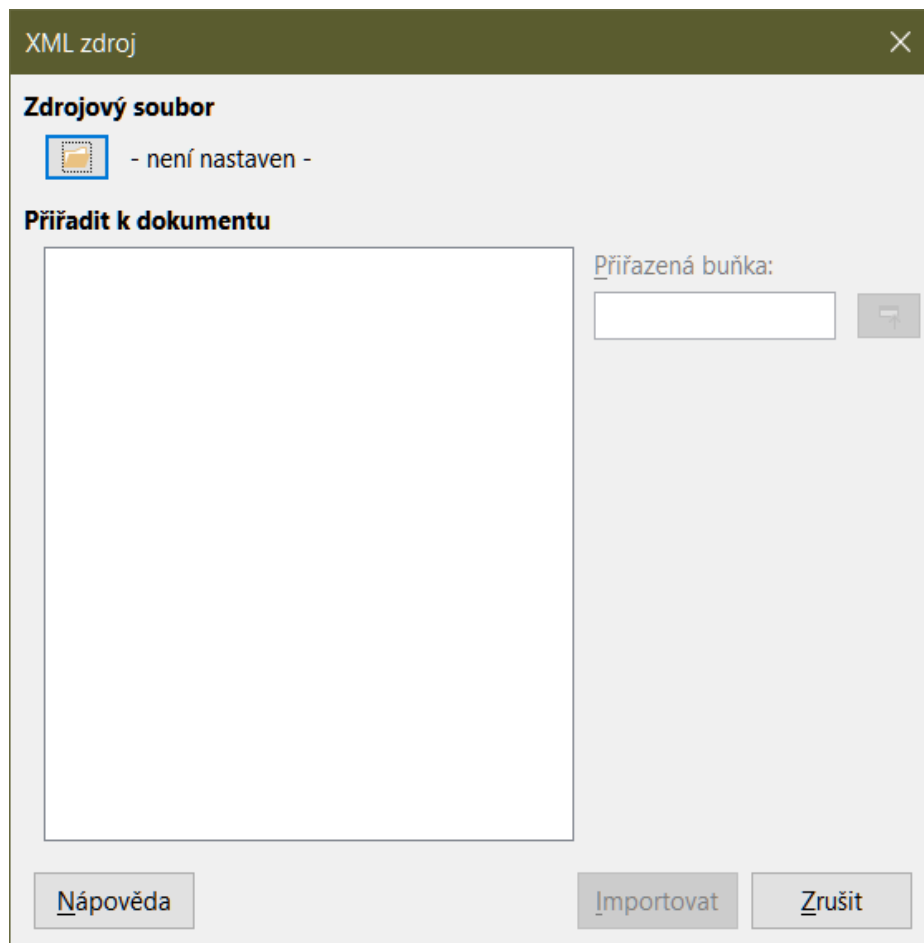 XML zdroj
Zdrojový soubor
- není nastaven -
Přiřadit k dokumentu
Přiřazená buňka:
Nápověda
Importovat
Zrušit